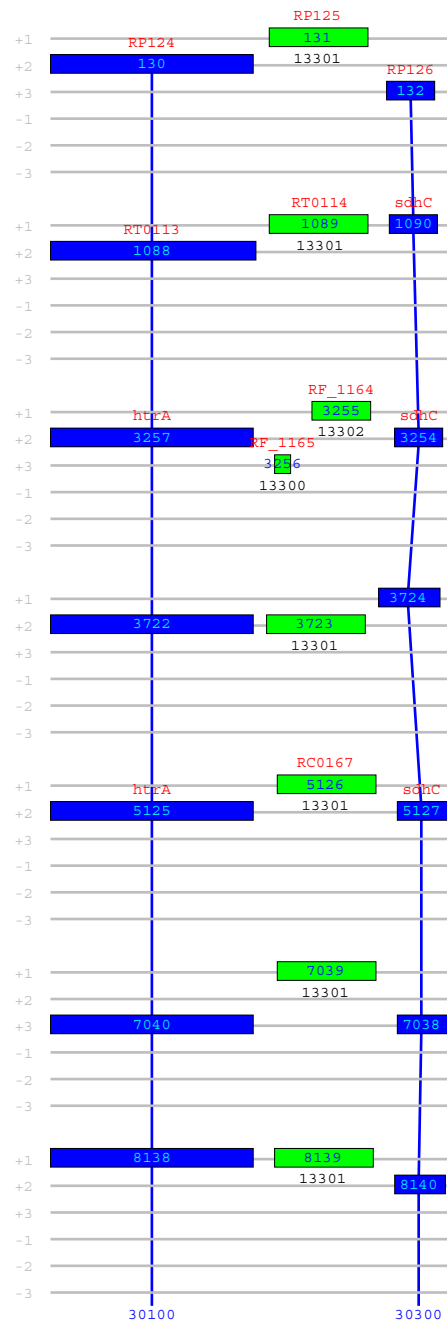 RP125
+1 131
RP124 13301
+2 130
RP126
+3 132
-1
-2
-3
RT0114 sdhC
+1 1089 1090
RT0113 13301
+2 1088
+3
-1
-2
-3
RF_1164
+1 3255
htrA 13302 sdhC
+2 3257 3254
RF_1165
+3 3256
13300
-1
-2
-3
+1 3724
+2 3722 3723
13301
+3
-1
-2
-3
RC0167
+1 5126
htrA 13301 sdhC
+2 5125 5127
+3
-1
-2
-3
+1 7039
13301
+2
+3 7040 7038
-1
-2
-3
+1 8138 8139
13301
+2 8140
+3
-1
-2
-3
30100 30300